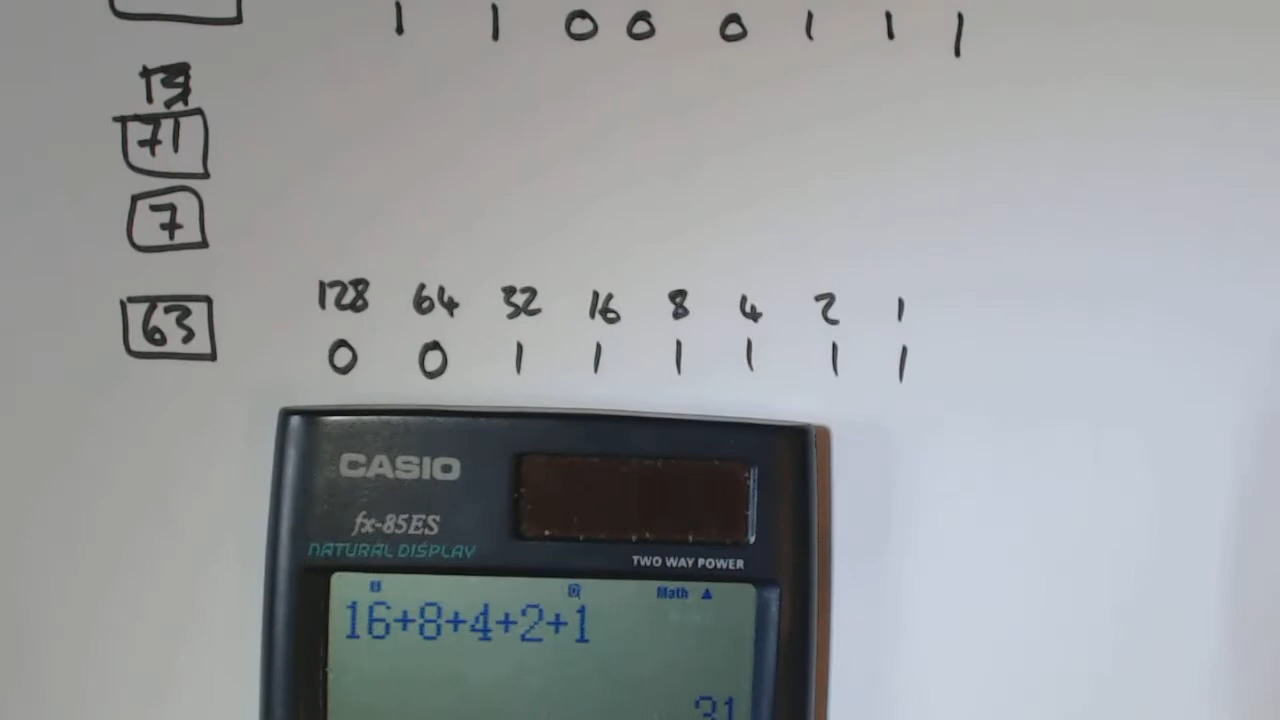 1 1 0 0 0 1 1 1
71
7
128 64 32 16 8 4 2 1
63
0 0 1 1 1 1 1 1
CASIO
fx-85ES
NATURAL DISPLAY
TWO WAY POWER
D Math ▲
16+8+4+2+1
31